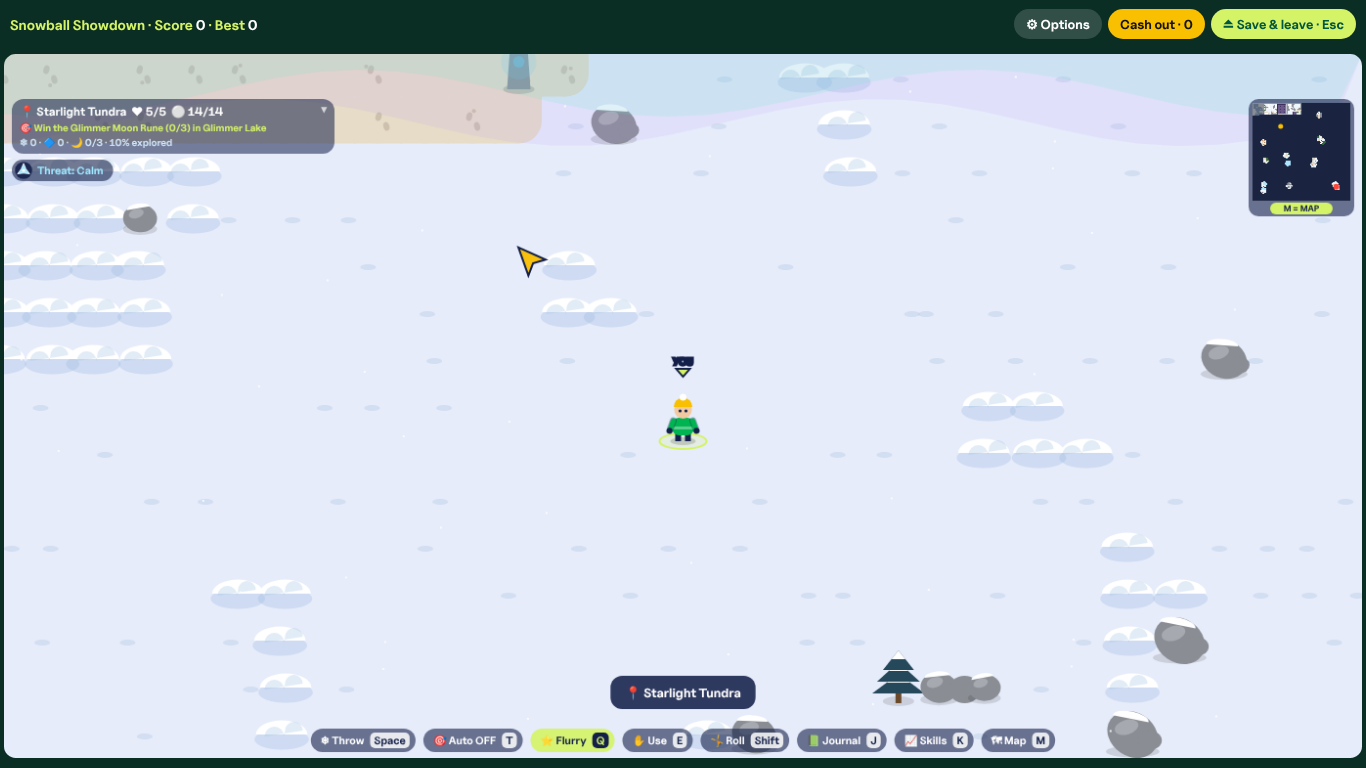 Snowball Showdown · Score 0 · Best 0
⚙ Options
Cash out · 0
⏏ Save & leave · Esc
📍 Starlight Tundra ♥ 5/5 ⚪ 14/14 ▼
🎯 Win the Glimmer Moon Rune (0/3) in Glimmer Lake
❄ 0 · 🔷 0 · 🌙 0/3 · 10% explored
Threat: Calm
M = MAP
YOU
📍 Starlight Tundra
❄ Throw Space
🎯 Auto OFF T
⭐ Flurry Q
✋ Use E
🤸 Roll Shift
📗 Journal J
📈 Skills K
🗺 Map M